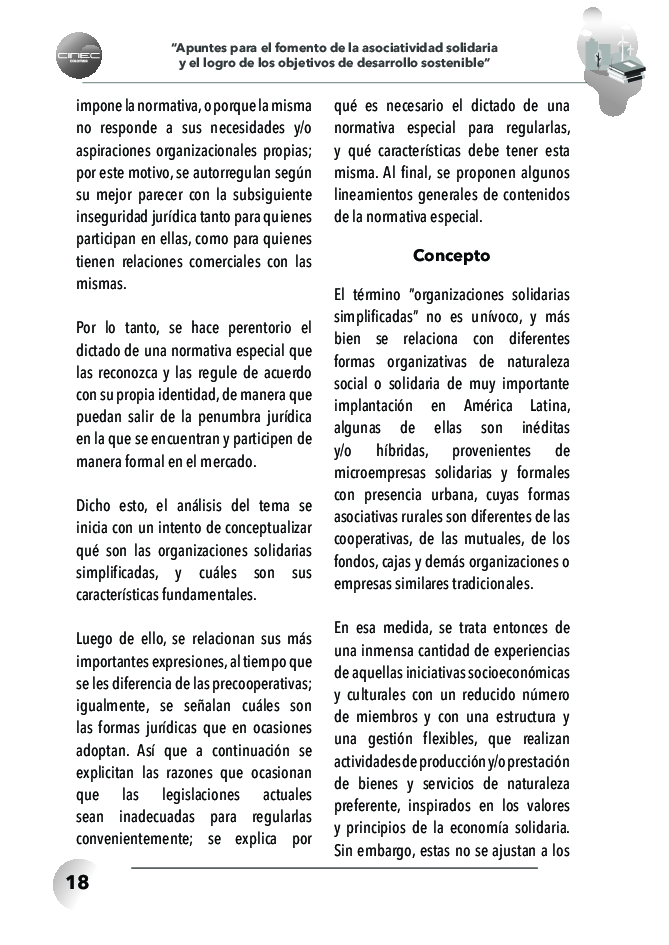 CINEC
"Apuntes para el fomento de la asociatividad solidaria
y el logro de los objetivos de desarrollo sostenible"
impone la normativa, o porque la misma
no responde a sus necesidades y/o
aspiraciones organizacionales propias;
por este motivo, se autorregulan según
su mejor parecer con la subsiguiente
inseguridad jurídica tanto para quienes
participan en ellas, como para quienes
tienen relaciones comerciales con las
mismas.
Por lo tanto, se hace perentorio el
dictado de una normativa especial que
las reconozca y las regule de acuerdo
con su propia identidad, de manera que
puedan salir de la penumbra jurídica
en la que se encuentran y participen de
manera formal en el mercado.
Dicho esto, el análisis del tema se
inicia con un intento de conceptualizar
qué son las organizaciones solidarias
simplificadas, y cuáles son sus
características fundamentales.
Luego de ello, se relacionan sus más
importantes expresiones, al tiempo que
se les diferencia de las precooperativas;
igualmente, se señalan cuáles son
las formas jurídicas que en ocasiones
adoptan. Así que a continuación se
explicitan las razones que ocasionan
que las legislaciones actuales
sean inadecuadas para regularlas
convenientemente; se explica por
qué es necesario el dictado de una
normativa especial para regularlas,
y qué características debe tener esta
misma. Al final, se proponen algunos
lineamientos generales de contenidos
de la normativa especial.
Concepto
El término "organizaciones solidarias
simplificadas" no es unívoco, y más
bien se relaciona con diferentes
formas organizativas de naturaleza
social o solidaria de muy importante
implantación en América Latina,
algunas de ellas son inéditas
y/o híbridas, provenientes de
microempresas solidarias y formales
con presencia urbana, cuyas formas
asociativas rurales son diferentes de las
cooperativas, de las mutuales, de los
fondos, cajas y demás organizaciones o
empresas similares tradicionales.
En esa medida, se trata entonces de
una inmensa cantidad de experiencias
de aquellas iniciativas socioeconómicas
y culturales con un reducido número
de miembros y con una estructura y
una gestión flexibles, que realizan
actividades de producción y/o prestación
de bienes y servicios de naturaleza
preferente, inspirados en los valores
y principios de la economía solidaria.
Sin embargo, estas no se ajustan a los
18